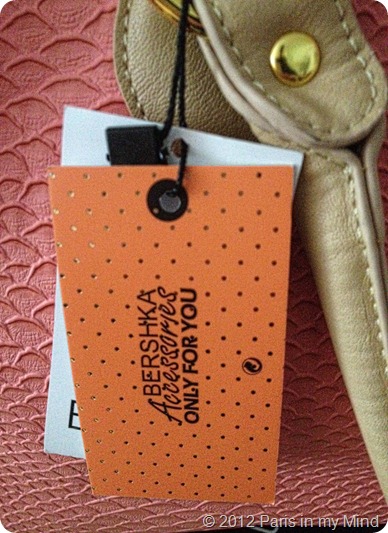 BERSHKA
Accessories
ONLY FOR YOU
E
© 2012 Paris in my Mind